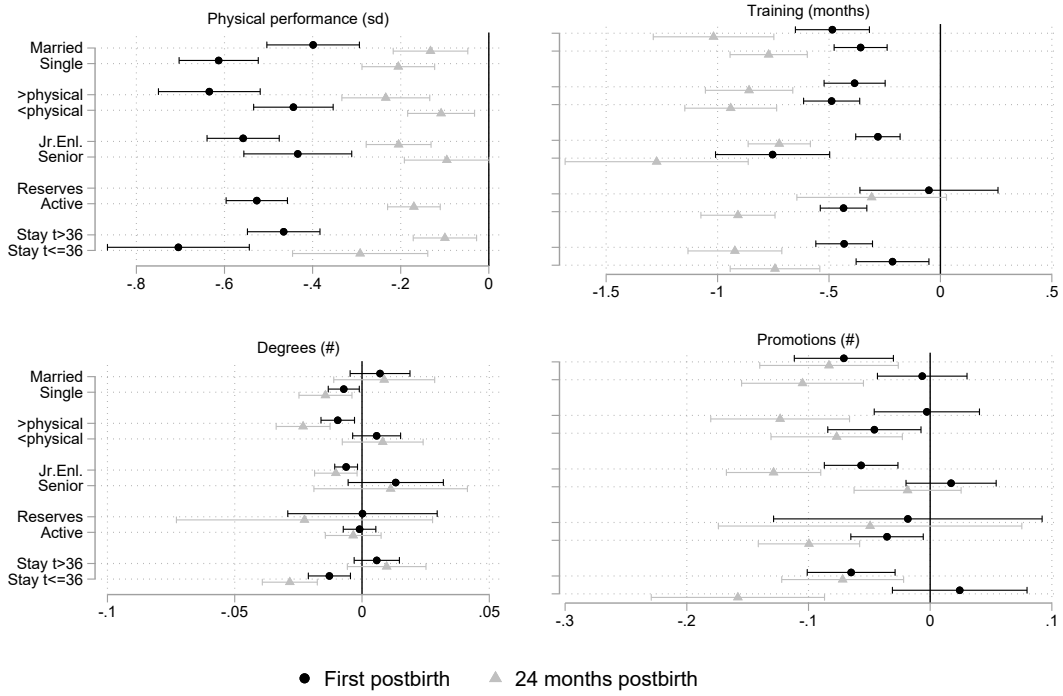 Physical performance (sd)
Married
Single
>physical
<physical
Jr.Enl.
Senior
Reserves
Active
Stay t>36
Stay t<=36
-.8 -.6 -.4 -.2 0
Training (months)
-1.5 -1 -.5 0 .5
Degrees (#)
Married
Single
>physical
<physical
Jr.Enl.
Senior
Reserves
Active
Stay t>36
Stay t<=36
-.1 -.05 0 .05
Promotions (#)
-.3 -.2 -.1 0 .1
First postbirth 24 months postbirth